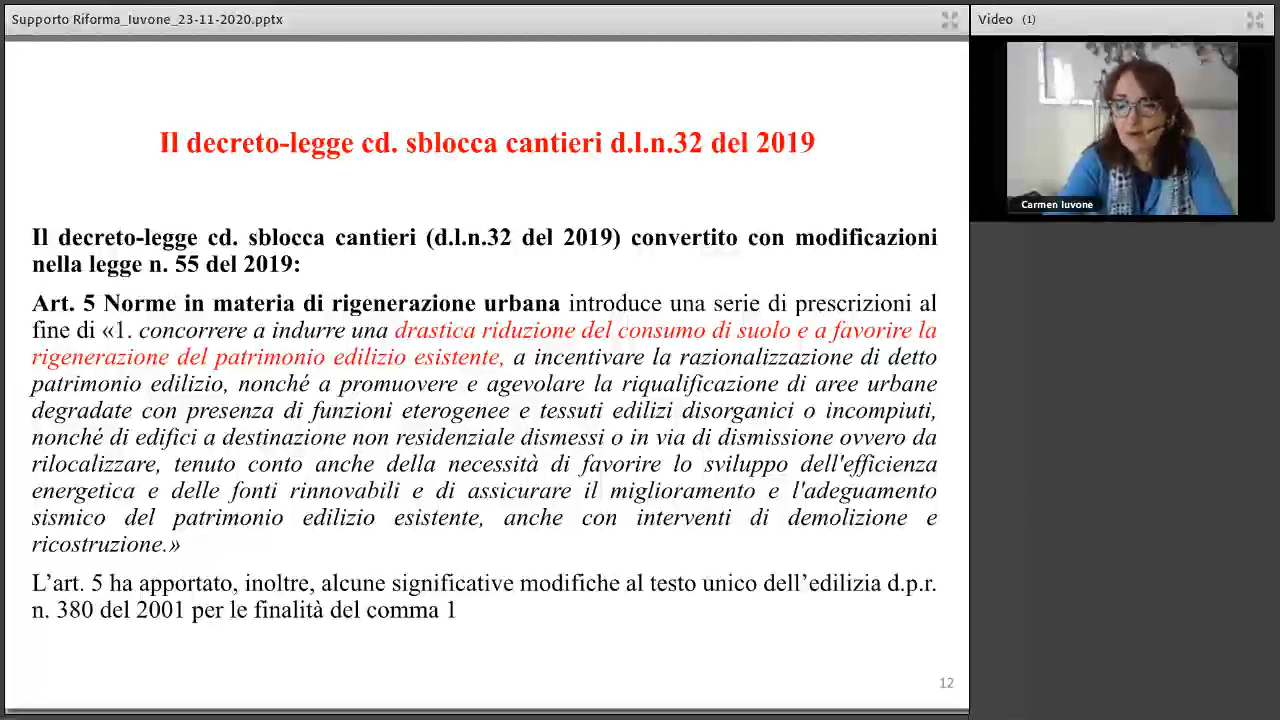 Supporto Riforma_Iuvone_23-11-2020.pptx
Video (1)
Carmen Iuvone
Il decreto-legge cd. sblocca cantieri d.l.n.32 del 2019
Il decreto-legge cd. sblocca cantieri (d.l.n.32 del 2019) convertito con modificazioni
nella legge n. 55 del 2019:
Art. 5 Norme in materia di rigenerazione urbana introduce una serie di prescrizioni al
fine di «1. concorrere a indurre una drastica riduzione del consumo di suolo e a favorire la
rigenerazione del patrimonio edilizio esistente, a incentivare la razionalizzazione di detto
patrimonio edilizio, nonché a promuovere e agevolare la riqualificazione di aree urbane
degradate con presenza di funzioni eterogenee e tessuti edilizi disorganici o incompiuti,
nonché di edifici a destinazione non residenziale dismessi o in via di dismissione ovvero da
rilocalizzare, tenuto conto anche della necessità di favorire lo sviluppo dell'efficienza
energetica e delle fonti rinnovabili e di assicurare il miglioramento e l'adeguamento
sismico del patrimonio edilizio esistente, anche con interventi di demolizione e
ricostruzione.»
L’art. 5 ha apportato, inoltre, alcune significative modifiche al testo unico dell’edilizia d.p.r.
n. 380 del 2001 per le finalità del comma 1
12